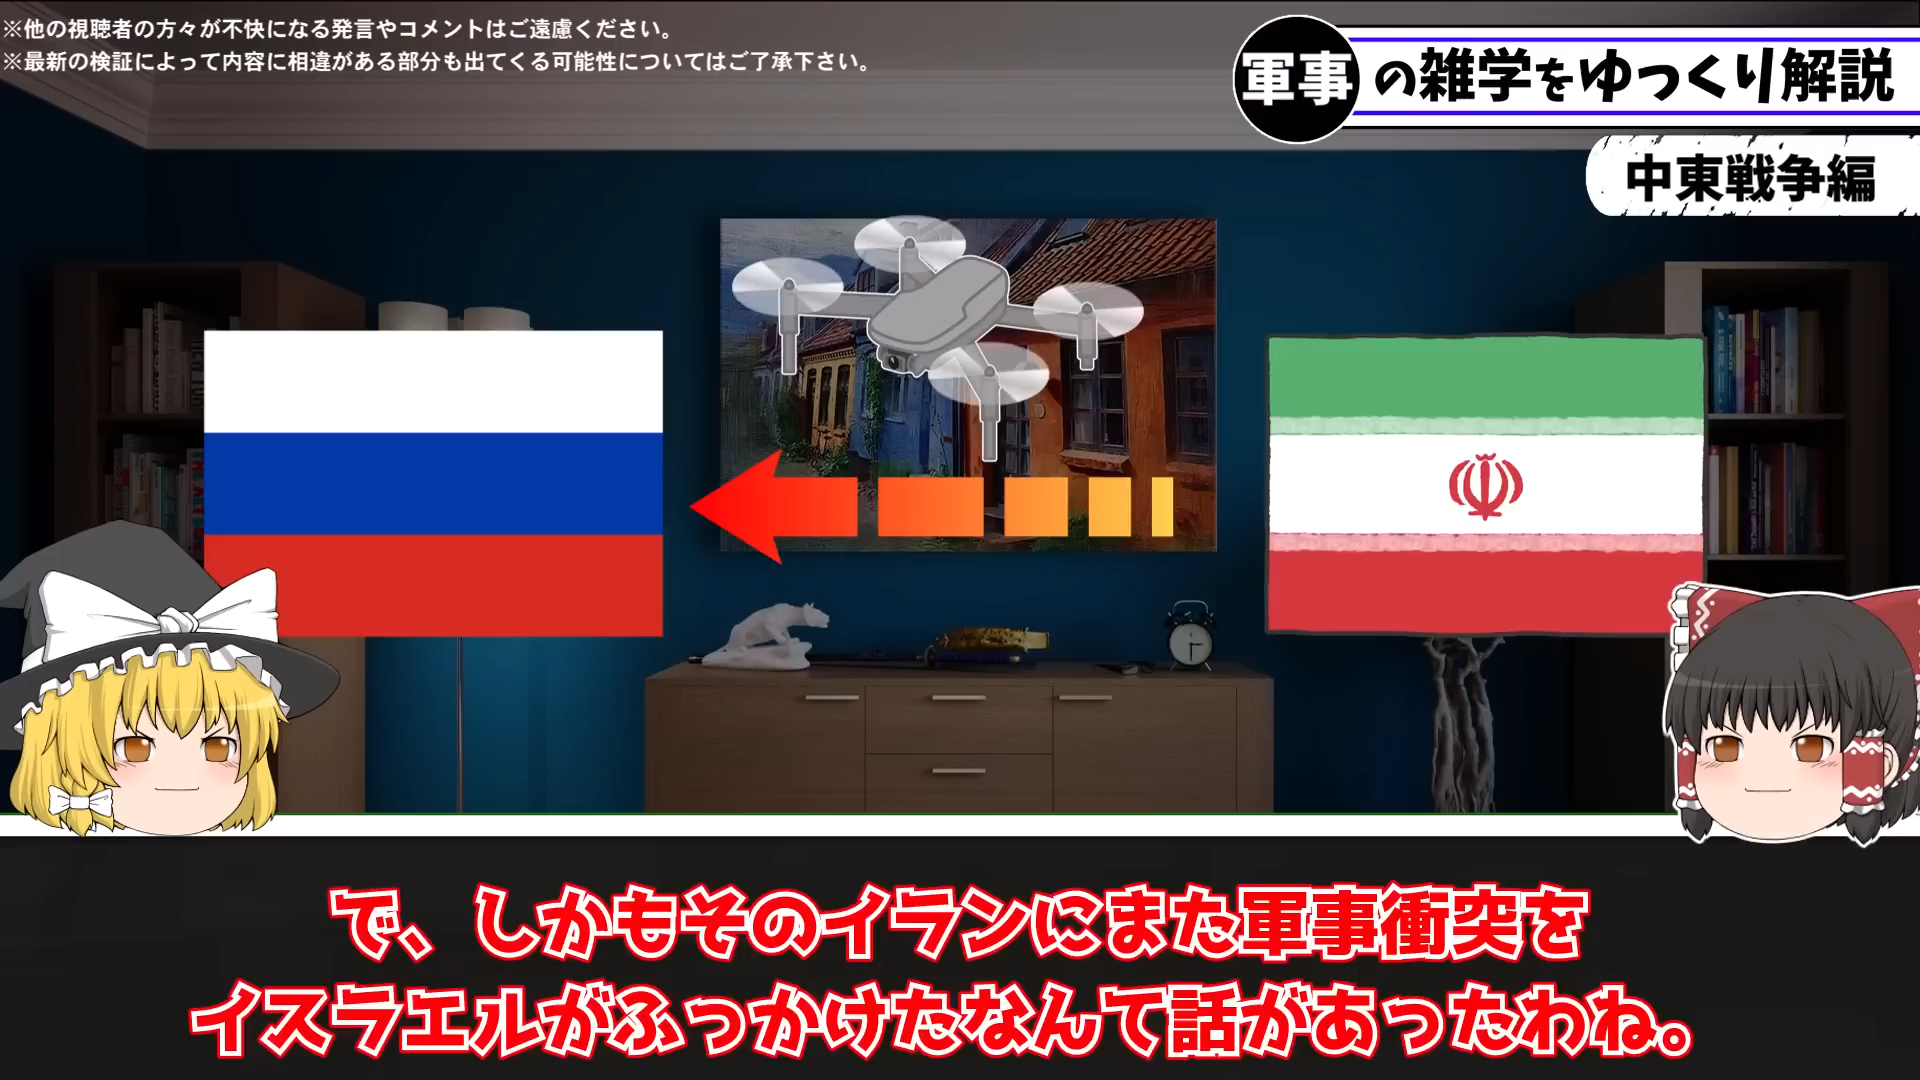 ※他の視聴者の方々が不快になる発言やコメントはご遠慮ください。
※最新の検証によって内容に相違がある部分も出てくる可能性についてはご了承下さい。
軍事の雑学をゆっくり解説
中東戦争編
で、しかもそのイランにまた軍事衝突を
イスラエルがふっかけたなんて話があったわね。